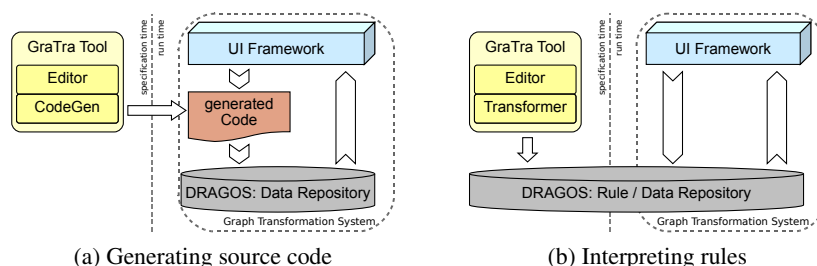 GraTra Tool
Editor
CodeGen
specification time
run time
UI Framework
generated
Code
DRAGOS: Data Repository
Graph Transformation System
(a) Generating source code
GraTra Tool
Editor
Transformer
specification time
run time
UI Framework
DRAGOS: Rule / Data Repository
Graph Transformation System
(b) Interpreting rules